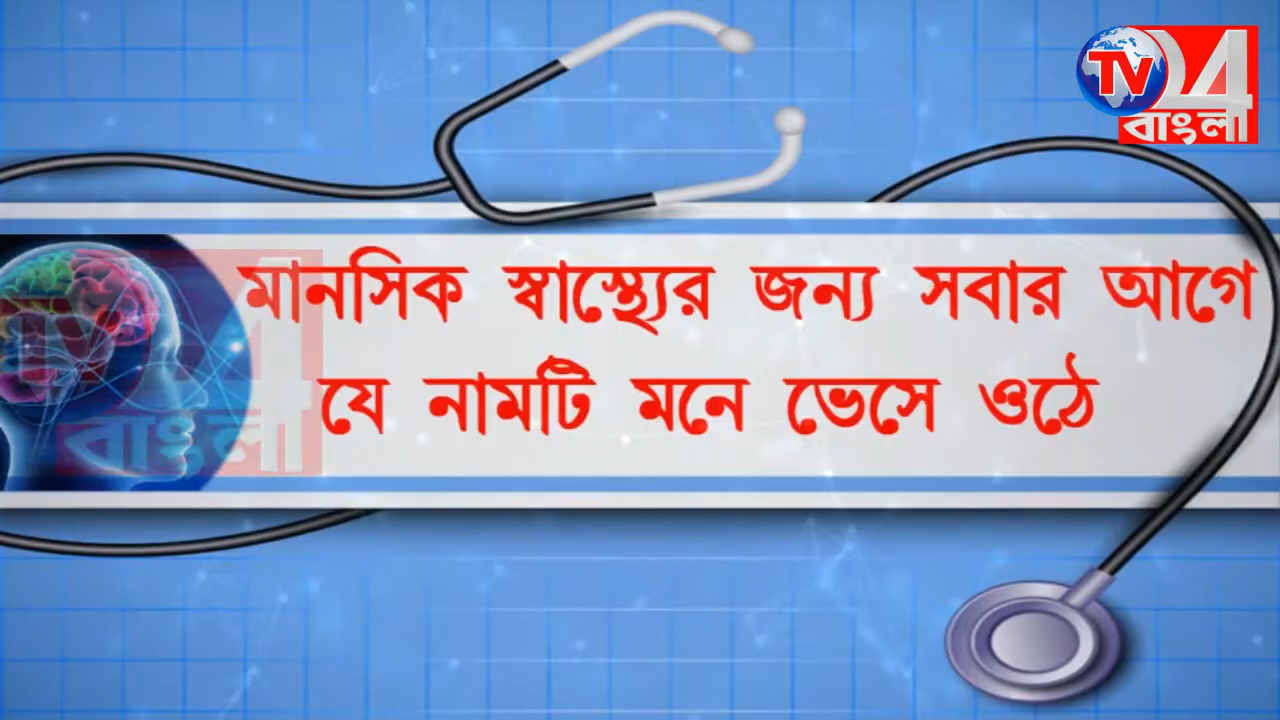 TV 24
বাংলা
মানসিক স্বাস্থ্যের জন্য সবার আগে
যে নামটি মনে ভেসে ওঠে